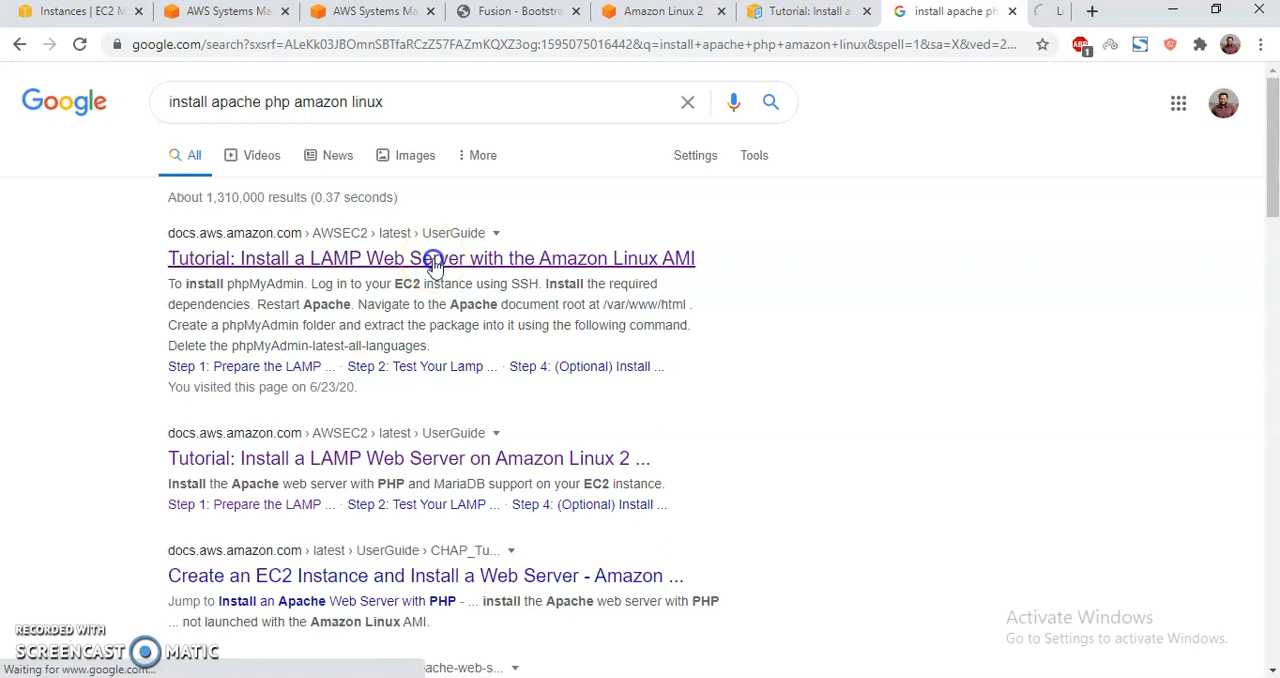 Instances | EC2 M
AWS Systems Ma
AWS Systems Ma
Fusion - Bootstre
Amazon Linux 2
Tutorial: Install a
install apache ph
google.com/search?sxsrf=ALeKk03JBOmnSBTfaRCzZ57FAZmKQXZ3og:1595075016442&q=install+apache+php+amazon+linux&spell=1&sa=X&ved=2...
1
Google
install apache php amazon linux
All
Videos
News
Images
More
Settings
Tools
About 1,310,000 results (0.37 seconds)
docs.aws.amazon.com › AWSEC2 › latest › UserGuide
Tutorial: Install a LAMP Web Server with the Amazon Linux AMI
To install phpMyAdmin. Log in to your EC2 instance using SSH. Install the required
dependencies. Restart Apache. Navigate to the Apache document root at /var/www/html .
Create a phpMyAdmin folder and extract the package into it using the following command.
Delete the phpMyAdmin-latest-all-languages.
Step 1: Prepare the LAMP ... · Step 2: Test Your Lamp ... · Step 4: (Optional) Install ...
You visited this page on 6/23/20.
docs.aws.amazon.com › AWSEC2 › latest › UserGuide
Tutorial: Install a LAMP Web Server on Amazon Linux 2 ...
Install the Apache web server with PHP and MariaDB support on your EC2 instance.
Step 1: Prepare the LAMP ... · Step 2: Test Your LAMP ... · Step 4: (Optional) Install ...
docs.aws.amazon.com › latest › UserGuide › CHAP_Tu...
Create an EC2 Instance and Install a Web Server - Amazon ...
Jump to Install an Apache Web Server with PHP - ... install the Apache web server with PHP
... not launched with the Amazon Linux AMI.
Activate Windows
Go to Settings to activate Windows.
RECORDED WITH
SCREENCAST MATIC
Waiting for www.google.com...
ache-web-s...